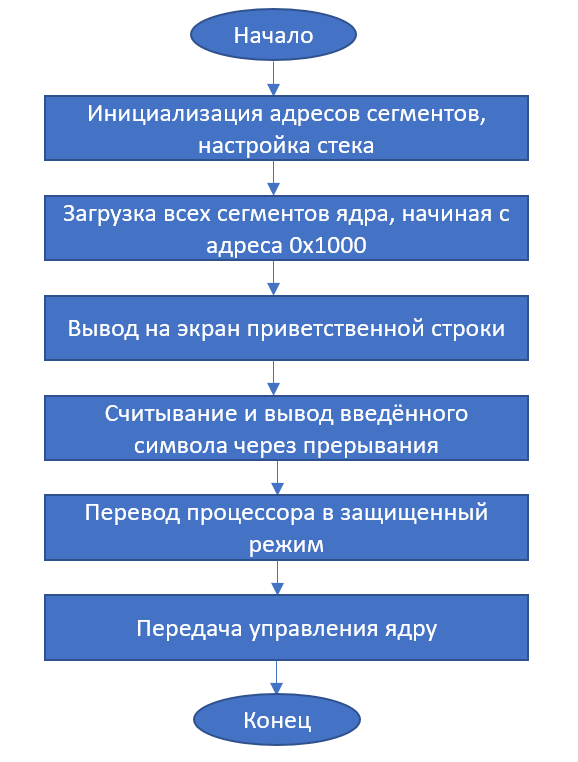 Начало
Инициализация адресов сегментов,
настройка стека
Загрузка всех сегментов ядра, начиная с
адреса 0x1000
Вывод на экран приветственной строки
Считывание и вывод введённого
символа через прерывания
Перевод процессора в защищенный
режим
Передача управления ядру
Конец